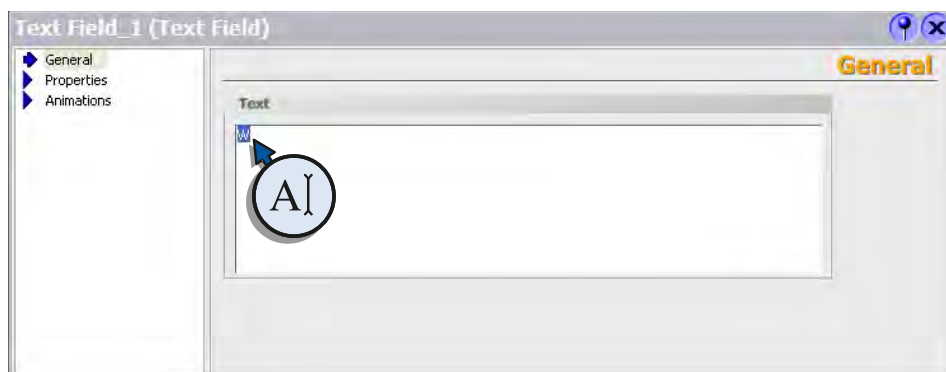 Text Field_1 (Text Field)
General
Properties
Animations
General
Text
W
A